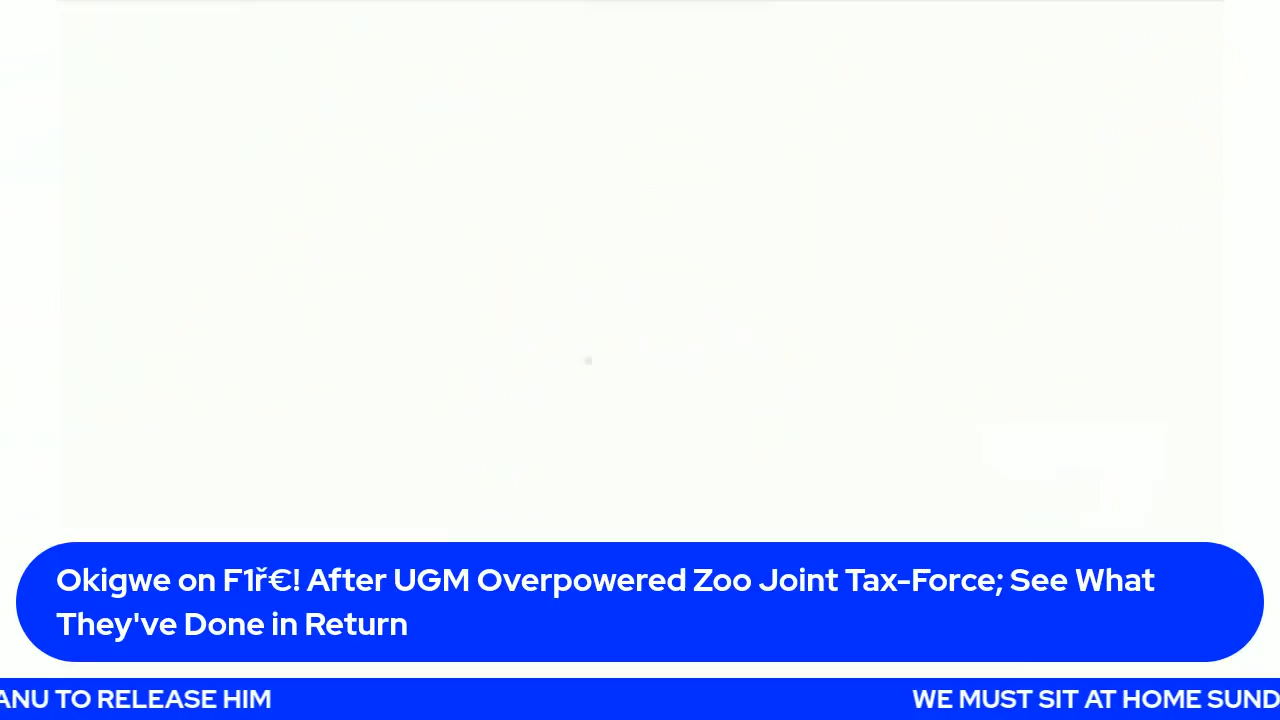 Okigwe on F1ř€! After UGM Overpowered Zoo Joint Tax-Force; See What
They've Done in Return
ANU TO RELEASE HIM
WE MUST SIT AT HOME SUND